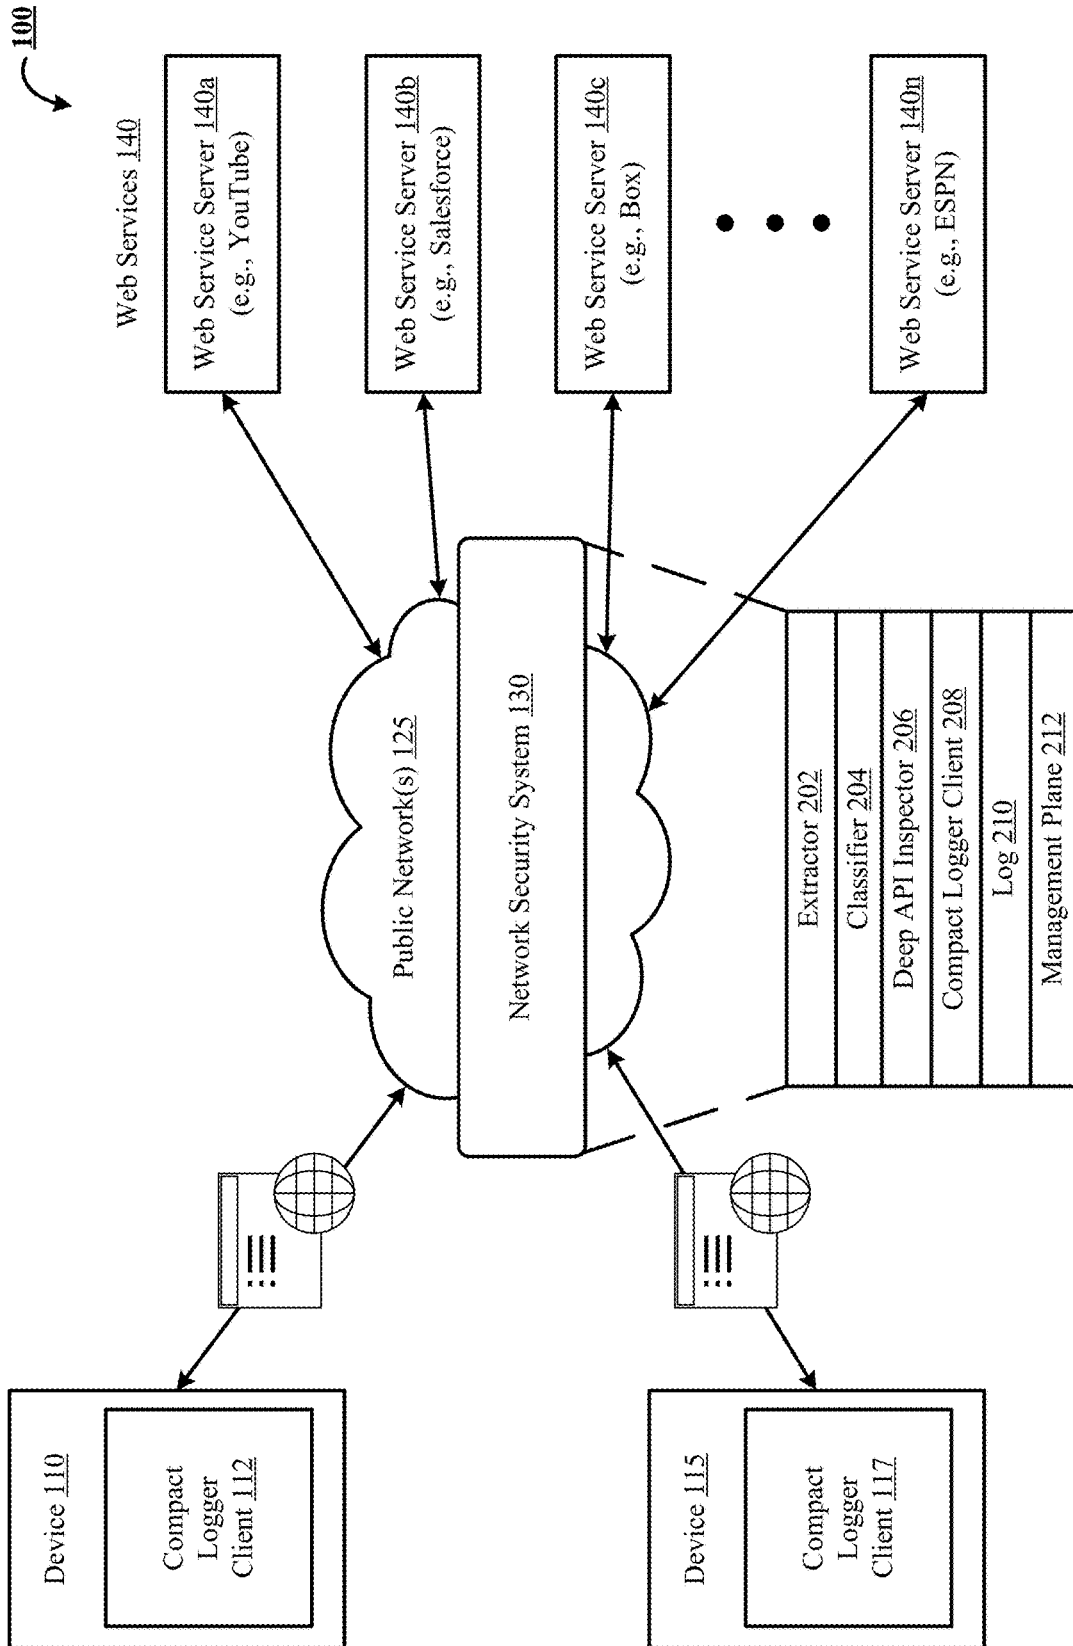 100
Web Services 140
Web Service Server 140a
(e.g., YouTube)
Web Service Server 140b
(e.g., Salesforce)
Web Service Server 140c
(e.g., Box)
Web Service Server 140n
(e.g., ESPN)
Public Network(s) 125
Network Security System 130
Extractor 202
Classifier 204
Deep API Inspector 206
Compact Logger Client 208
Log 210
Management Plane 212
Device 110
Compact
Logger
Client 112
Device 115
Compact
Logger
Client 117